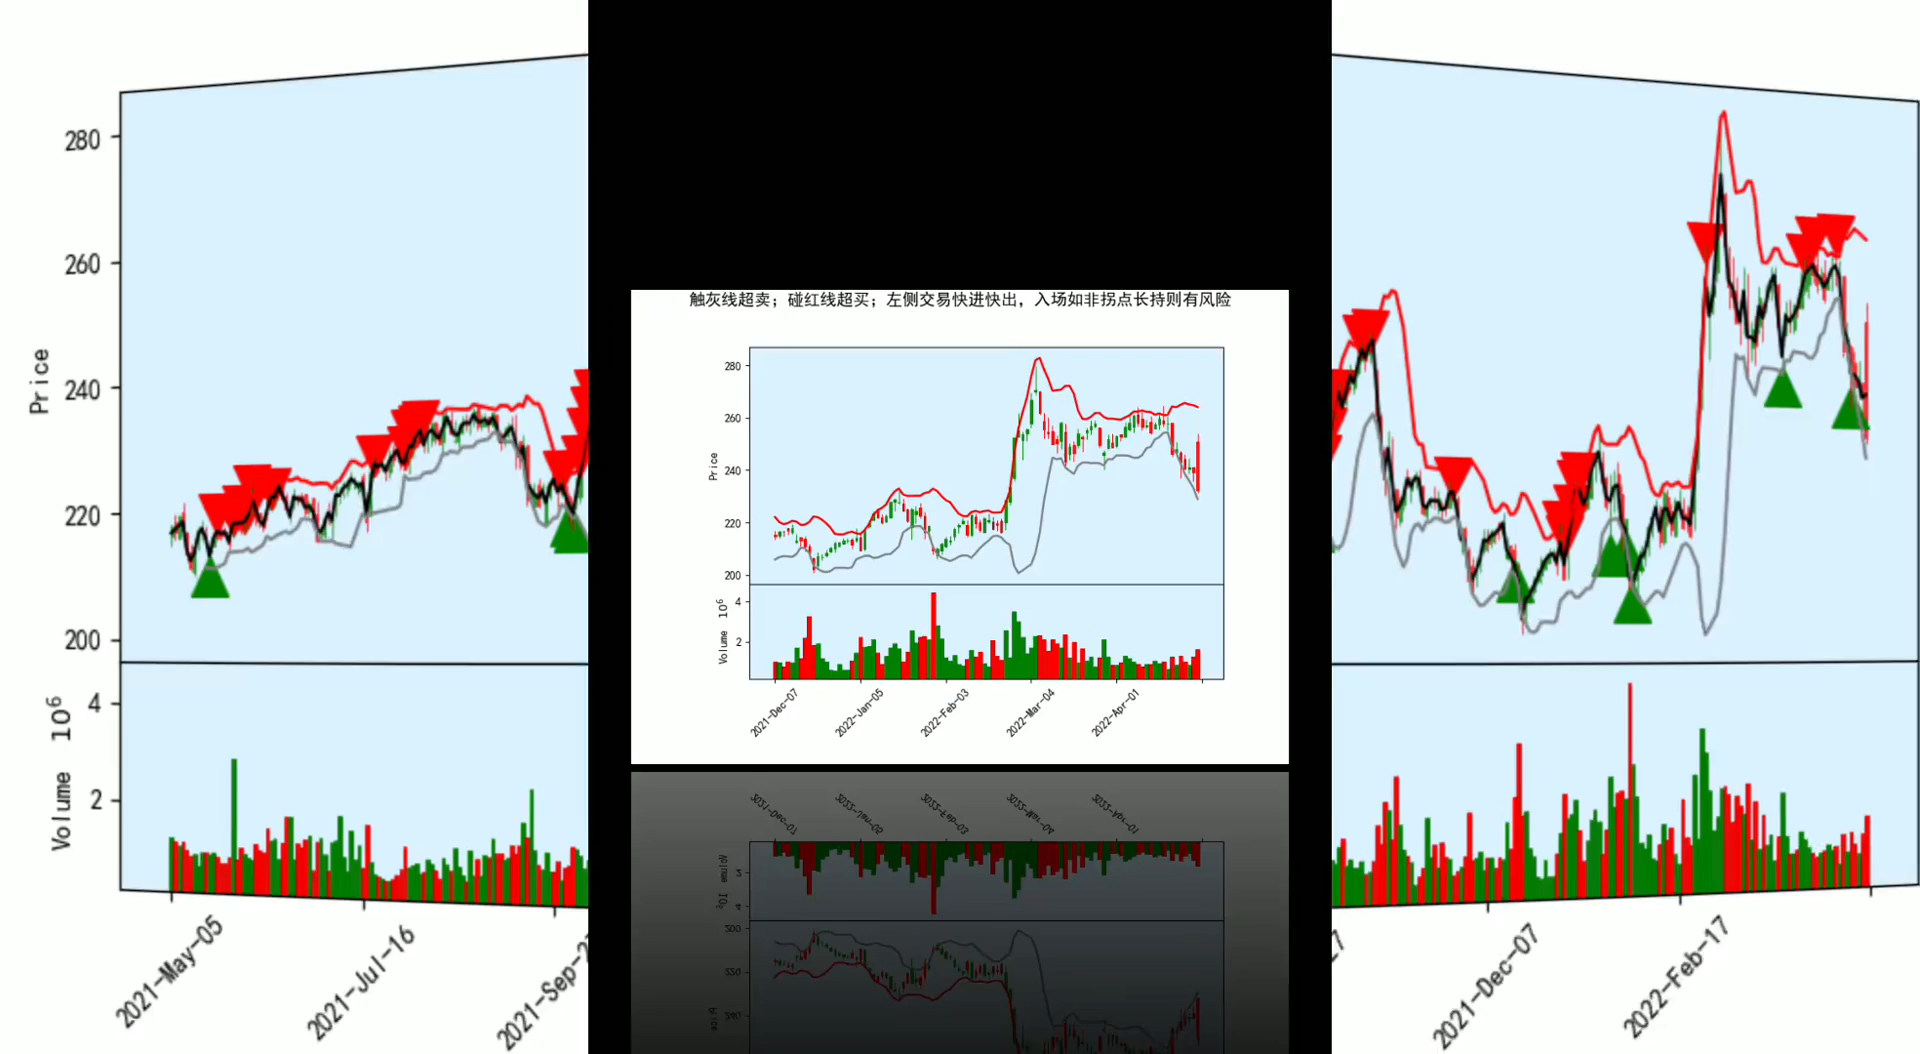 触灰线超卖；碰红线超买；左侧交易快进快出，入场如非拐点长持则有风险
280
260
240
220
200
Price
4
2
Volume 10⁶
2021-May-05
2021-Jul-16
280
260
240
220
200
Price
4
2
Volume 10⁶
2021-Dec-07
2022-Jan-05
2022-Feb-03
2022-Mar-04
2022-Apr-01
2021-Dec-07
2022-Feb-17